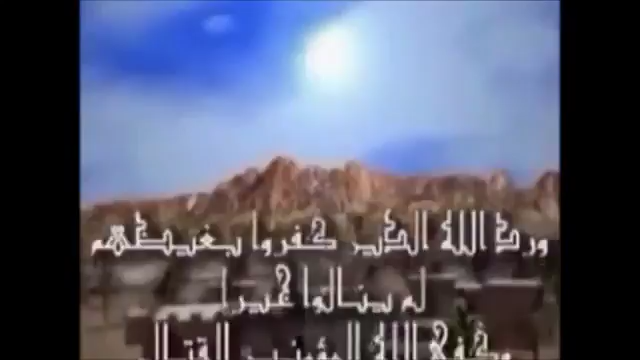 ورد الله الذين كفروا بغيظهم
لم ينالوا خيرا
وكفى الله المؤمنين القتال